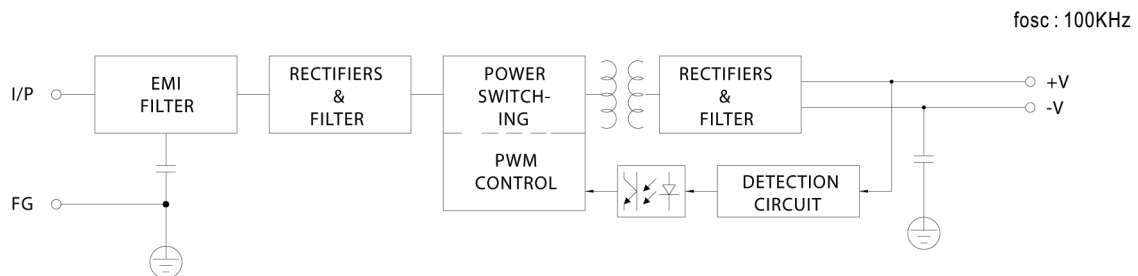 fosc : 100KHz
I/P
EMI
FILTER
RECTIFIERS
&
FILTER
POWER
SWITCH-
ING
PWM
CONTROL
RECTIFIERS
&
FILTER
+V
-V
DETECTION
CIRCUIT
FG